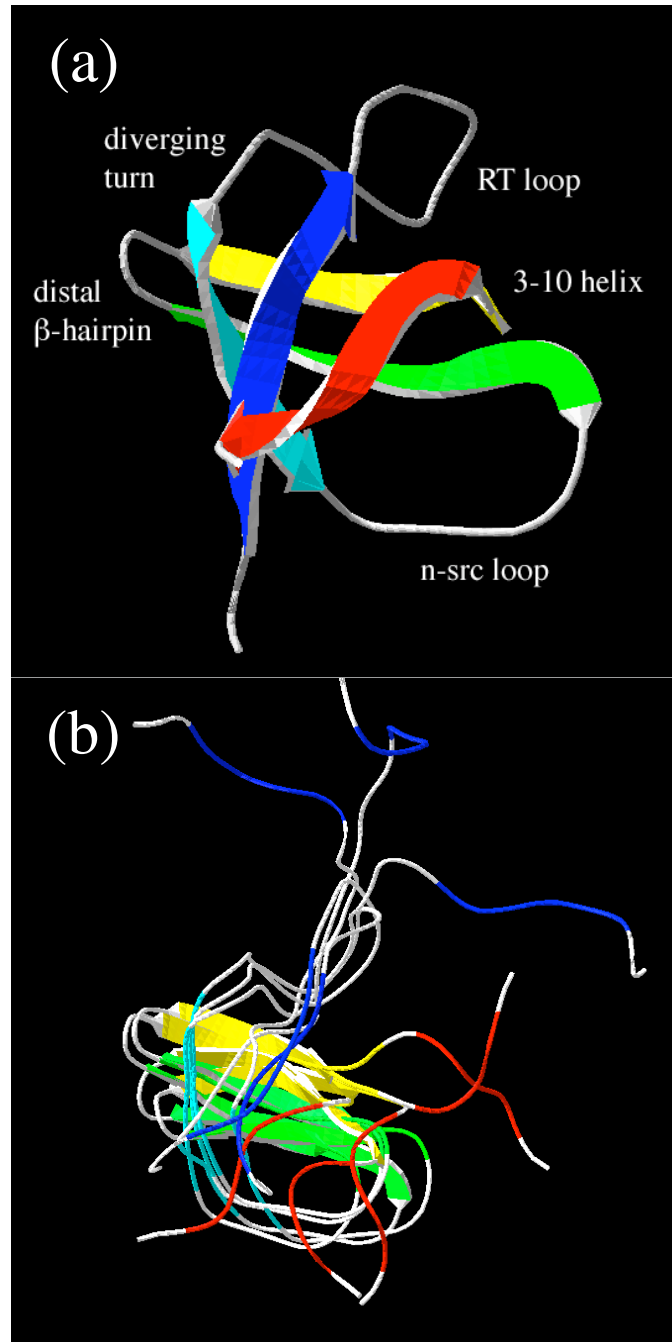 (a)
diverging
turn
RT loop
distal
β-hairpin
3-10 helix
n-src loop
(b)